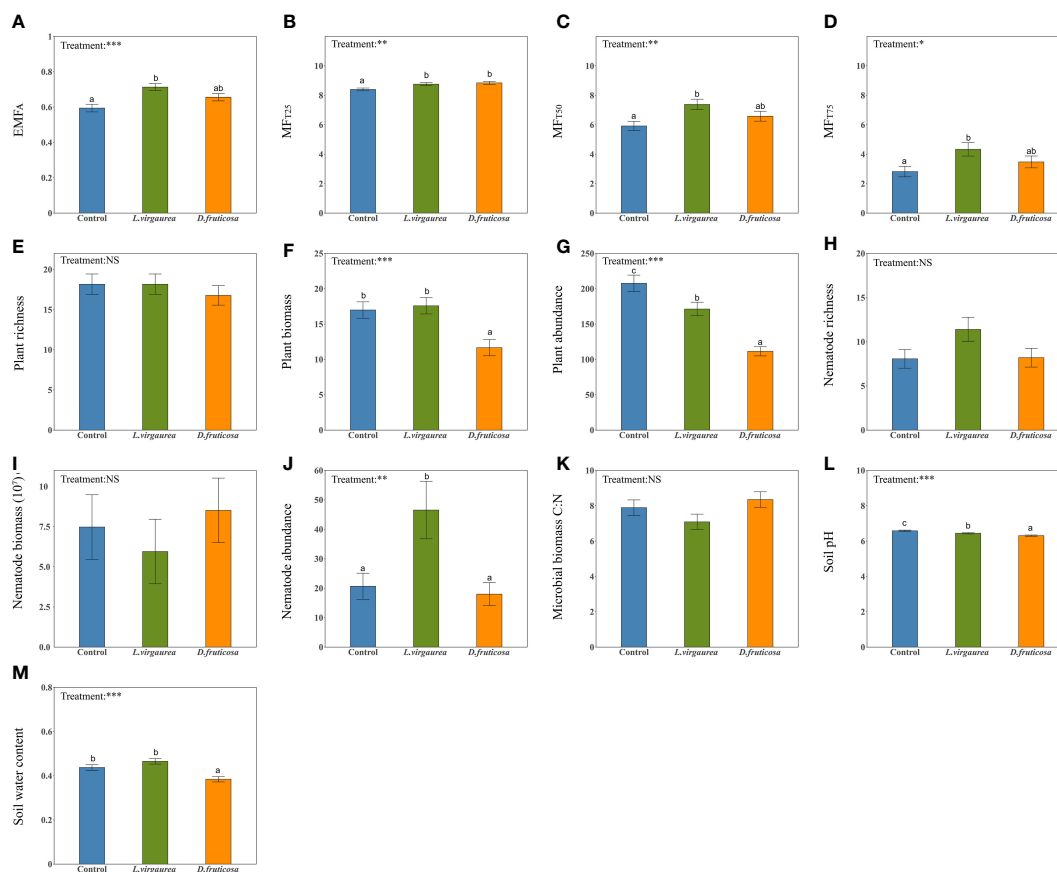 A
Treatment:***
EMFA
1
0.8
0.6
0.4
0.2
0
a
b
ab
Control
L.virgaurea
D.fruticosa
B
Treatment:**
MFT25
8
6
4
2
0
a
b
b
Control
L.virgaurea
D.fruticosa
C
Treatment:**
MFT50
8
6
4
2
0
a
b
ab
Control
L.virgaurea
D.fruticosa
D
Treatment:*
MFT75
8
6
4
2
0
a
b
ab
Control
L.virgaurea
D.fruticosa
E
Treatment:NS
Plant richness
20
15
10
5
0
Control
L.virgaurea
D.fruticosa
F
Treatment:***
Plant biomass
20
15
10
5
0
b
b
a
Control
L.virgaurea
D.fruticosa
G
Treatment:***
Plant abundance
250
200
150
100
50
0
c
b
a
Control
L.virgaurea
D.fruticosa
H
Treatment:NS
Nematode richness
20
15
10
5
0
Control
L.virgaurea
D.fruticosa
I
Treatment:NS
Nematode biomass (10⁷)
10
7.5
5.0
2.5
0.0
Control
L.virgaurea
D.fruticosa
J
Treatment:**
Nematode abundance
60
50
40
30
20
10
0
a
b
a
Control
L.virgaurea
D.fruticosa
K
Treatment:NS
Microbial biomass C:N
10
8
6
4
2
0
Control
L.virgaurea
D.fruticosa
L
Treatment:***
Soil pH
10
8
6
4
2
0
c
b
a
Control
L.virgaurea
D.fruticosa
M
Treatment:***
Soil water content
0.8
0.6
0.4
0.2
0
b
b
a
Control
L.virgaurea
D.fruticosa